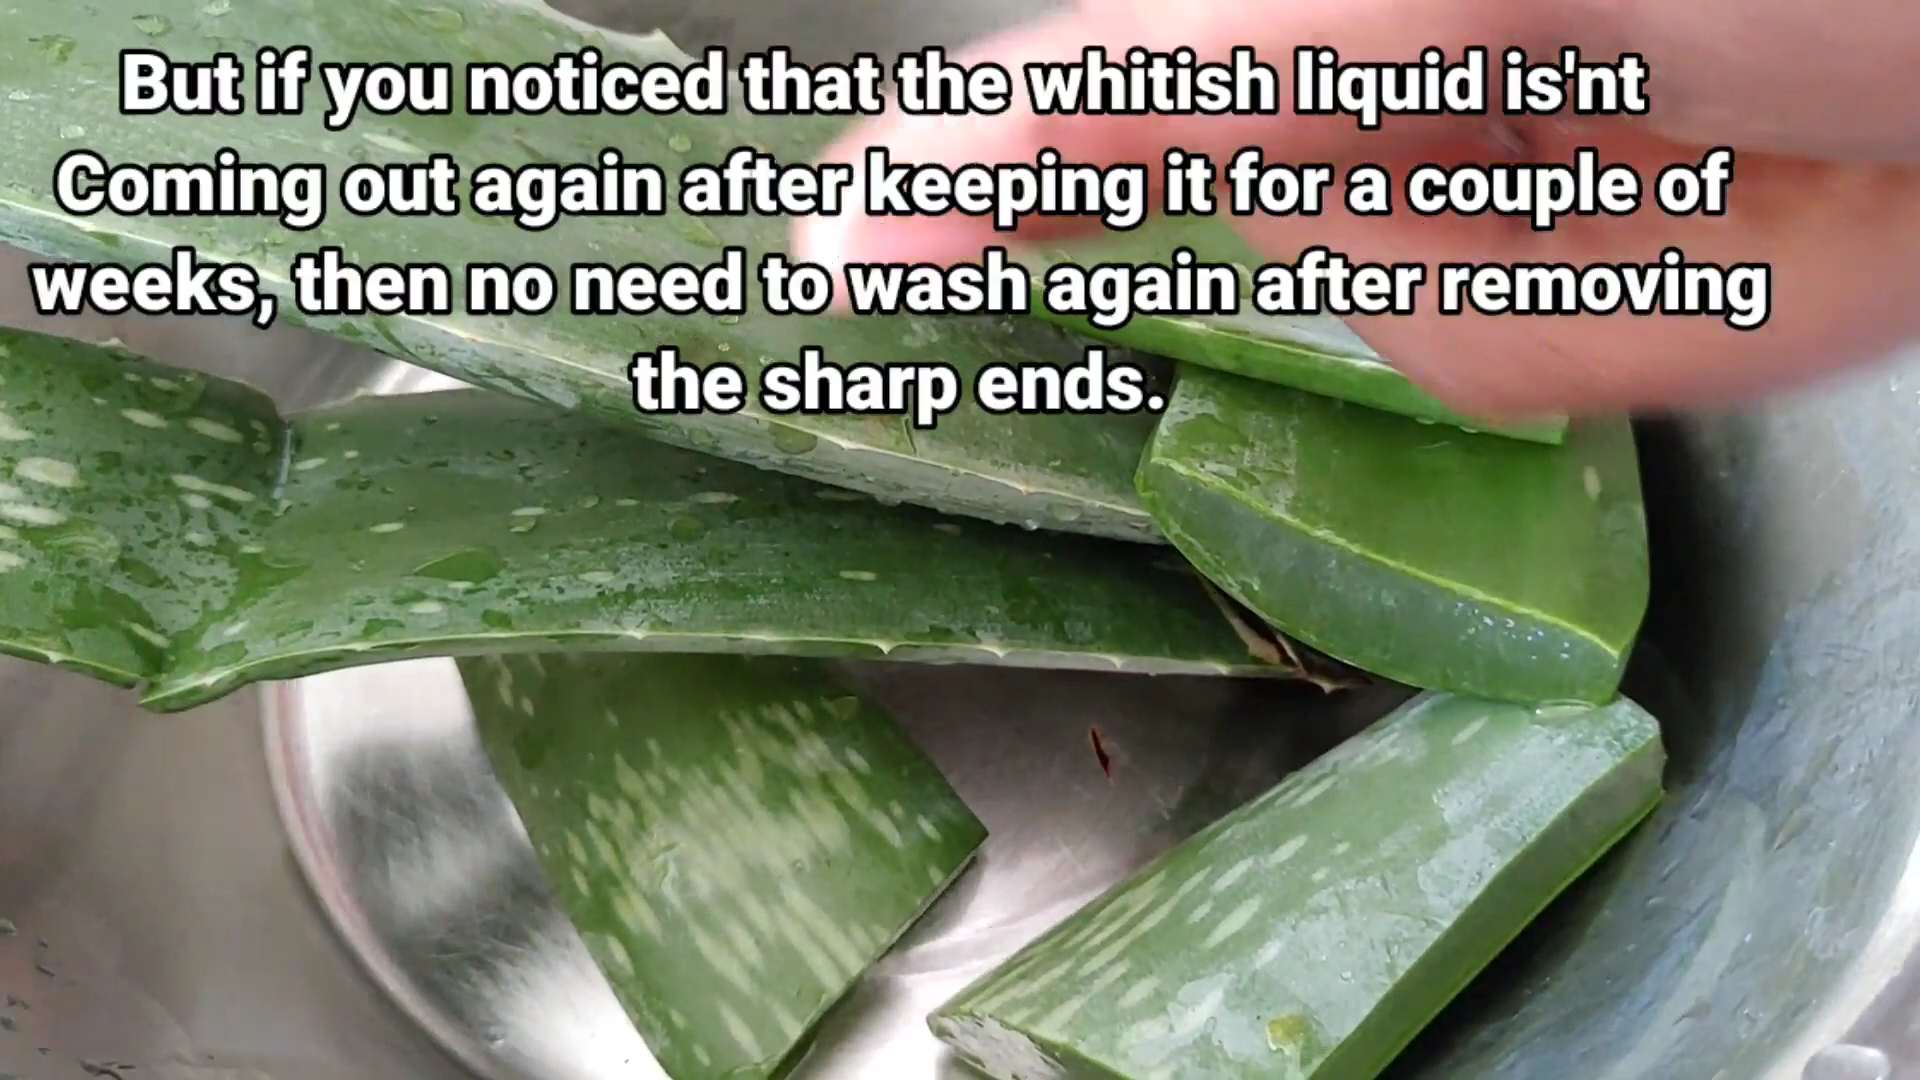 But if you noticed that the whitish liquid is'nt
Coming out again after keeping it for a couple of
weeks, then no need to wash again after removing
the sharp ends.